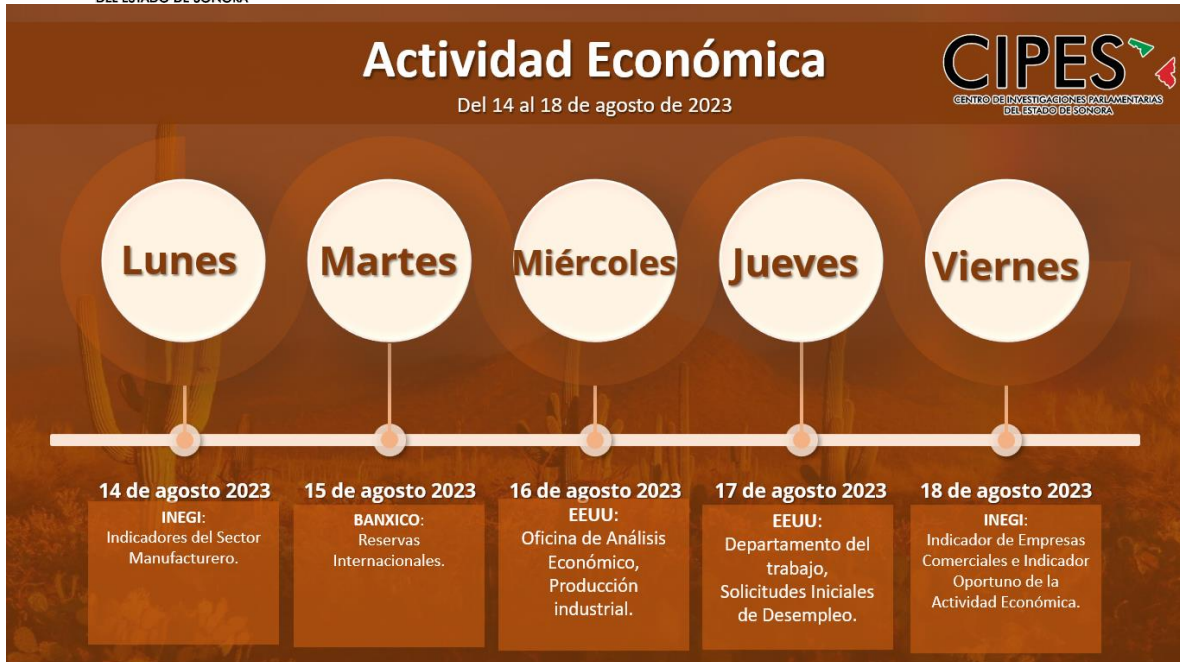 DEL ESTADO DE SONORA
Actividad Económica
Del 14 al 18 de agosto de 2023
CIPES
CENTRO DE INVESTIGACIONES PARLAMENTARIAS
DEL ESTADO DE SONORA
Lunes
Martes
Miércoles
Jueves
Viernes
14 de agosto 2023
INEGI:
Indicadores del Sector
Manufacturero.
15 de agosto 2023
BANXICO:
Reservas
Internacionales.
16 de agosto 2023
EEUU:
Oficina de Análisis
Económico,
Producción
industrial.
17 de agosto 2023
EEUU:
Departamento del
trabajo,
Solicitudes Iniciales
de Desempleo.
18 de agosto 2023
INEGI:
Indicador de Empresas
Comerciales e Indicador
Oportuno de la
Actividad Económica.